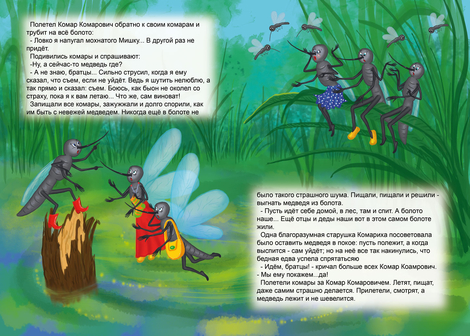 Полетел Комар Комарович обратно к своим комарам и
трубит на всё болото:
- Ловко я напугал мохнатого Мишку... В другой раз не
придёт.
Подивились комары и спрашивают:
-Ну, а сейчас-то медведь где?
- А не знаю, братцы... Сильно струсил, когда я ему
сказал, что съем, если не уйдет. Ведь я шутить нелюблю, а
так прямо и сказал: съем. Боюсь, как быон не околел со
страху, пока я к вам летаю... Что же, сам виноват!
Запищали все комары, зажужжали и долго спорили, как
им быть с невежей медведем. Никогда ещё в болоте не
было такого страшного шума. Пищали, пищали и решили -
выгнать медведя из болота.
- Пусть идёт себе домой, в лес, там и спит. А болото
наше... Ещё отцы и деды наши вот в этом самом болоте
жили.
Одна благоразумная старушка Комариха посоветовала
было оставить медведя в покое: пусть полежит, а когда
выспится - сам уйдёт; но на неё все так накинулись, что
бедная едва успела спрятатьсяо
- Идём, братцы! - кричал больше всех Комар Коамрович.
- Мы ему покажем...да!
Полетели комары за Комар Комаровичем. Летят, пищат,
даже самим страшно делается. Прилетели, смотрят, а
медведь лежит и не шевелится.